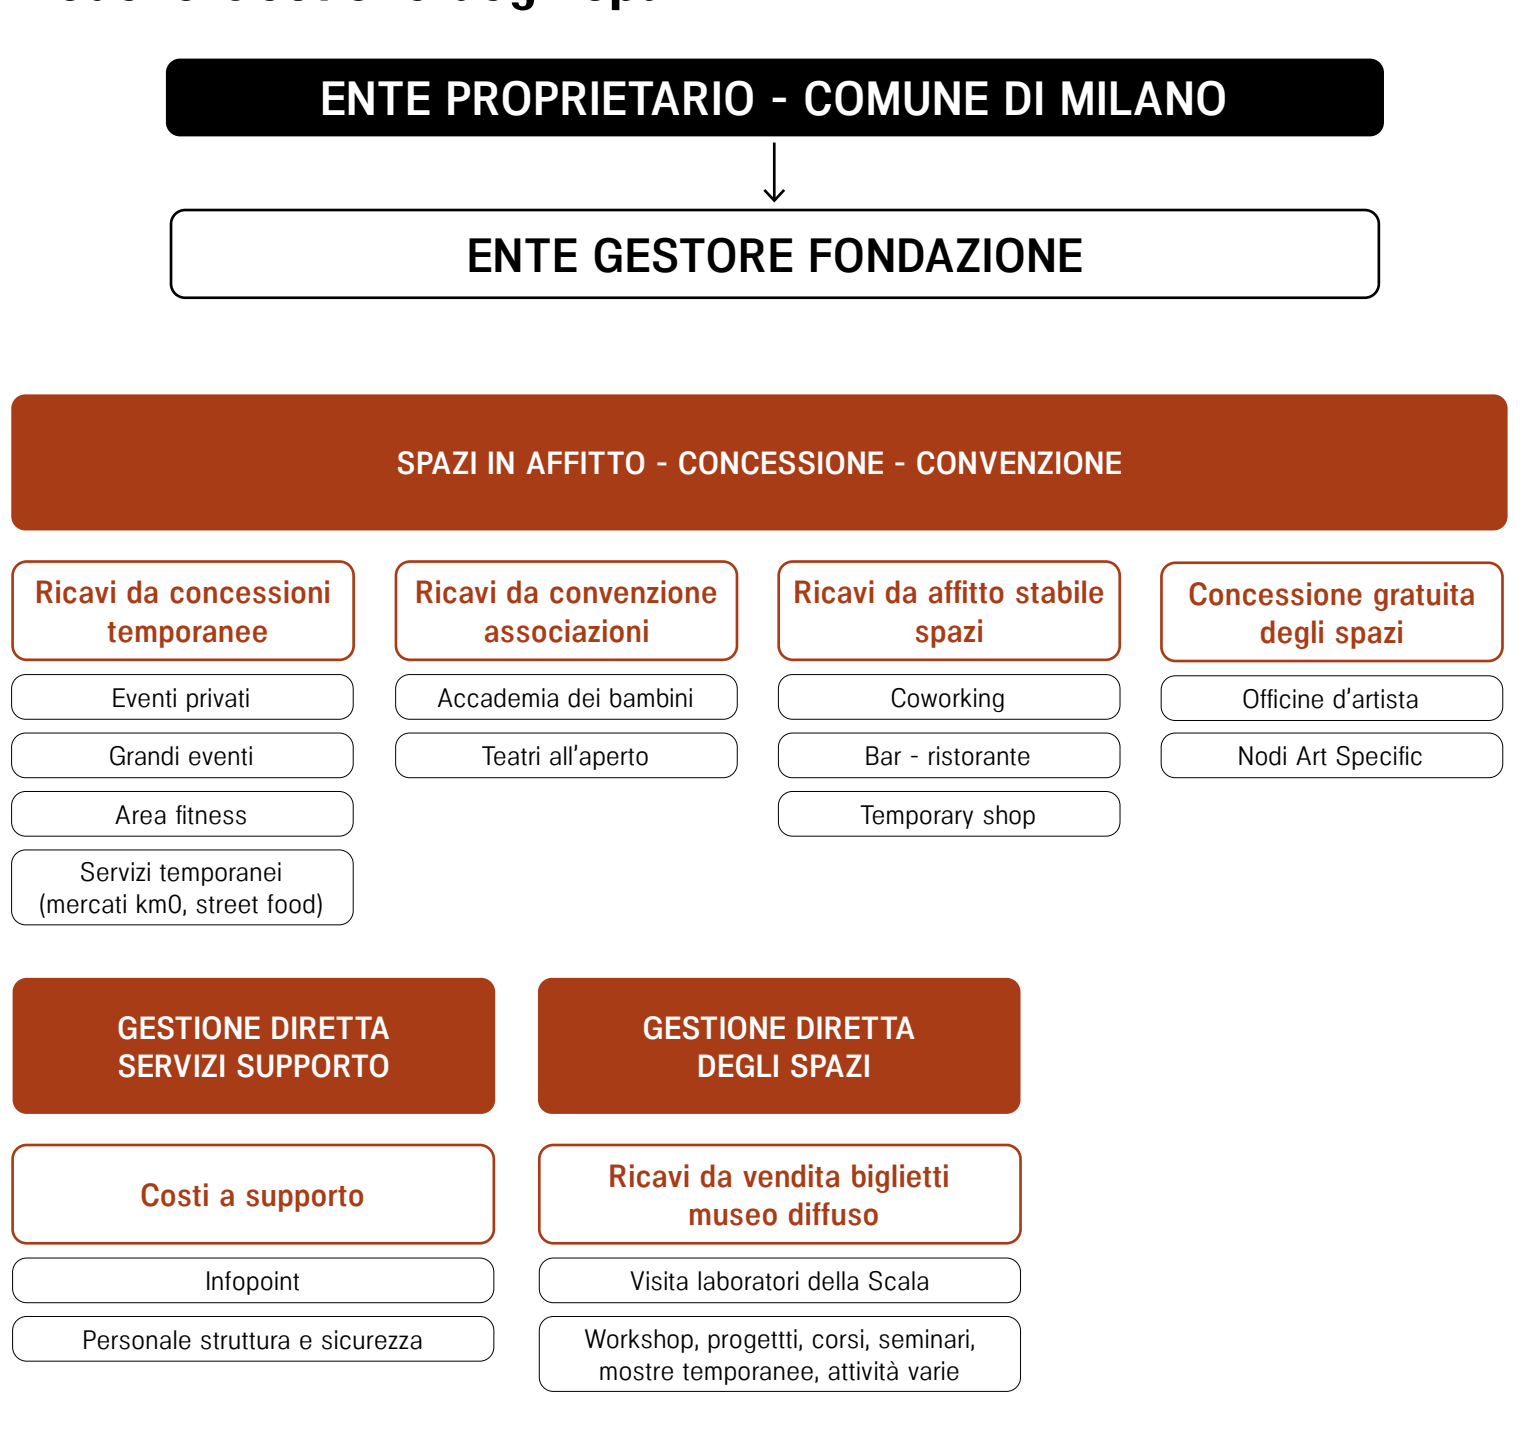 ENTE PROPRIETARIO - COMUNE DI MILANO
ENTE GESTORE FONDAZIONE
SPAZI IN AFFITTO - CONCESSIONE - CONVENZIONE
Ricavi da concessioni
temporanee
Eventi privati
Grandi eventi
Area fitness
Servizi temporanei
(mercati km0, street food)
Ricavi da convenzione
associazioni
Accademia dei bambini
Teatri all'aperto
Ricavi da affitto stabile
spazi
Coworking
Bar - ristorante
Temporary shop
Concessione gratuita
degli spazi
Officine d'artista
Nodi Art Specific
GESTIONE DIRETTA
SERVIZI SUPPORTO
Costi a supporto
Infopoint
Personale struttura e sicurezza
GESTIONE DIRETTA
DEGLI SPAZI
Ricavi da vendita biglietti
museo diffuso
Visita laboratori della Scala
Workshop, progettti, corsi, seminari,
mostre temporanee, attività varie